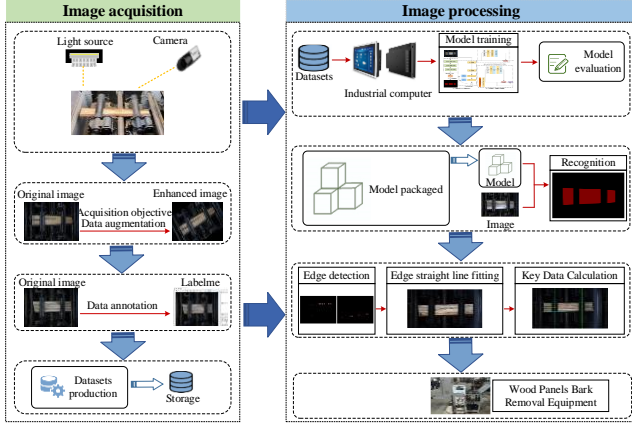 Image acquisition
Light source
Camera
Original image
Enhanced image
Acquisition objective
Data augmentation
Original image
Labelme
Data annotation
Datasets
production
Storage
Image processing
Datasets
Industrial computer
Model training
Model
evaluation
Model packaged
Model
Image
Recognition
Edge detection
Edge straight line fitting
Key Data Calculation
Wood Panels Bark
Removal Equipment